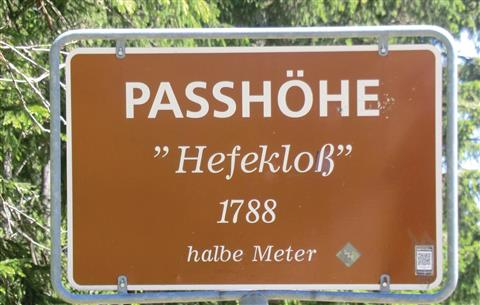 PASSHÖHE
”Hefekloß”
1788
halbe Meter